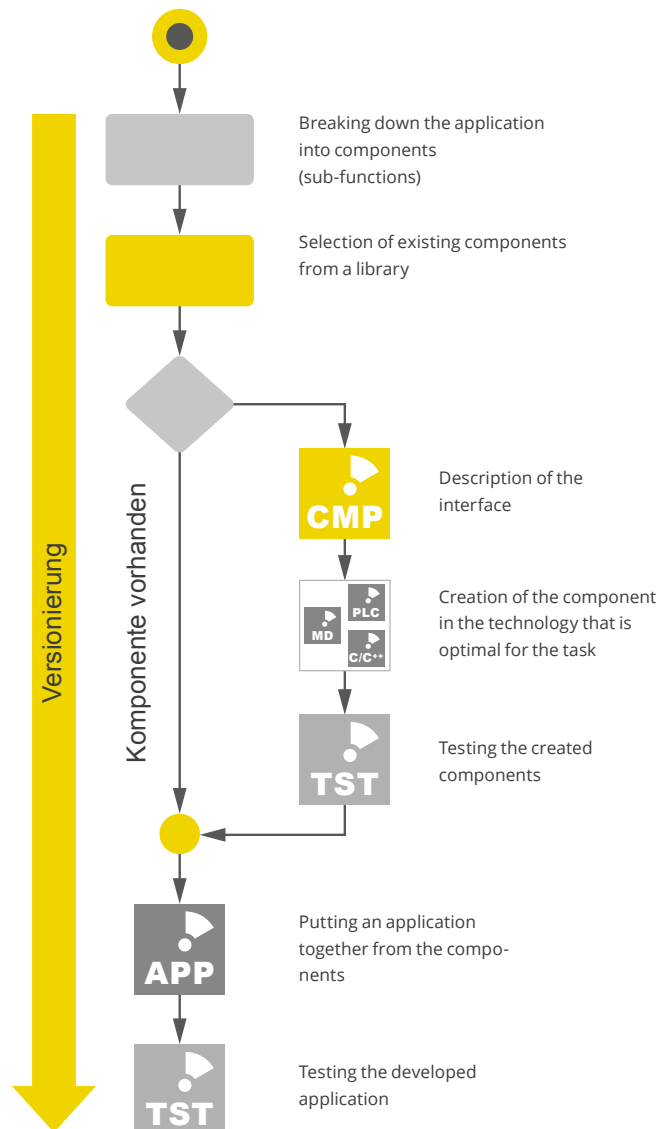 Breaking down the application
into components
(sub-functions)
Selection of existing components
from a library
Versionierung
Komponente vorhanden
CMP
Description of the
interface
MD
PLC
C/C++
Creation of the component
in the technology that is
optimal for the task
TST
Testing the created
components
APP
Putting an application
together from the compo-
nents
TST
Testing the developed
application